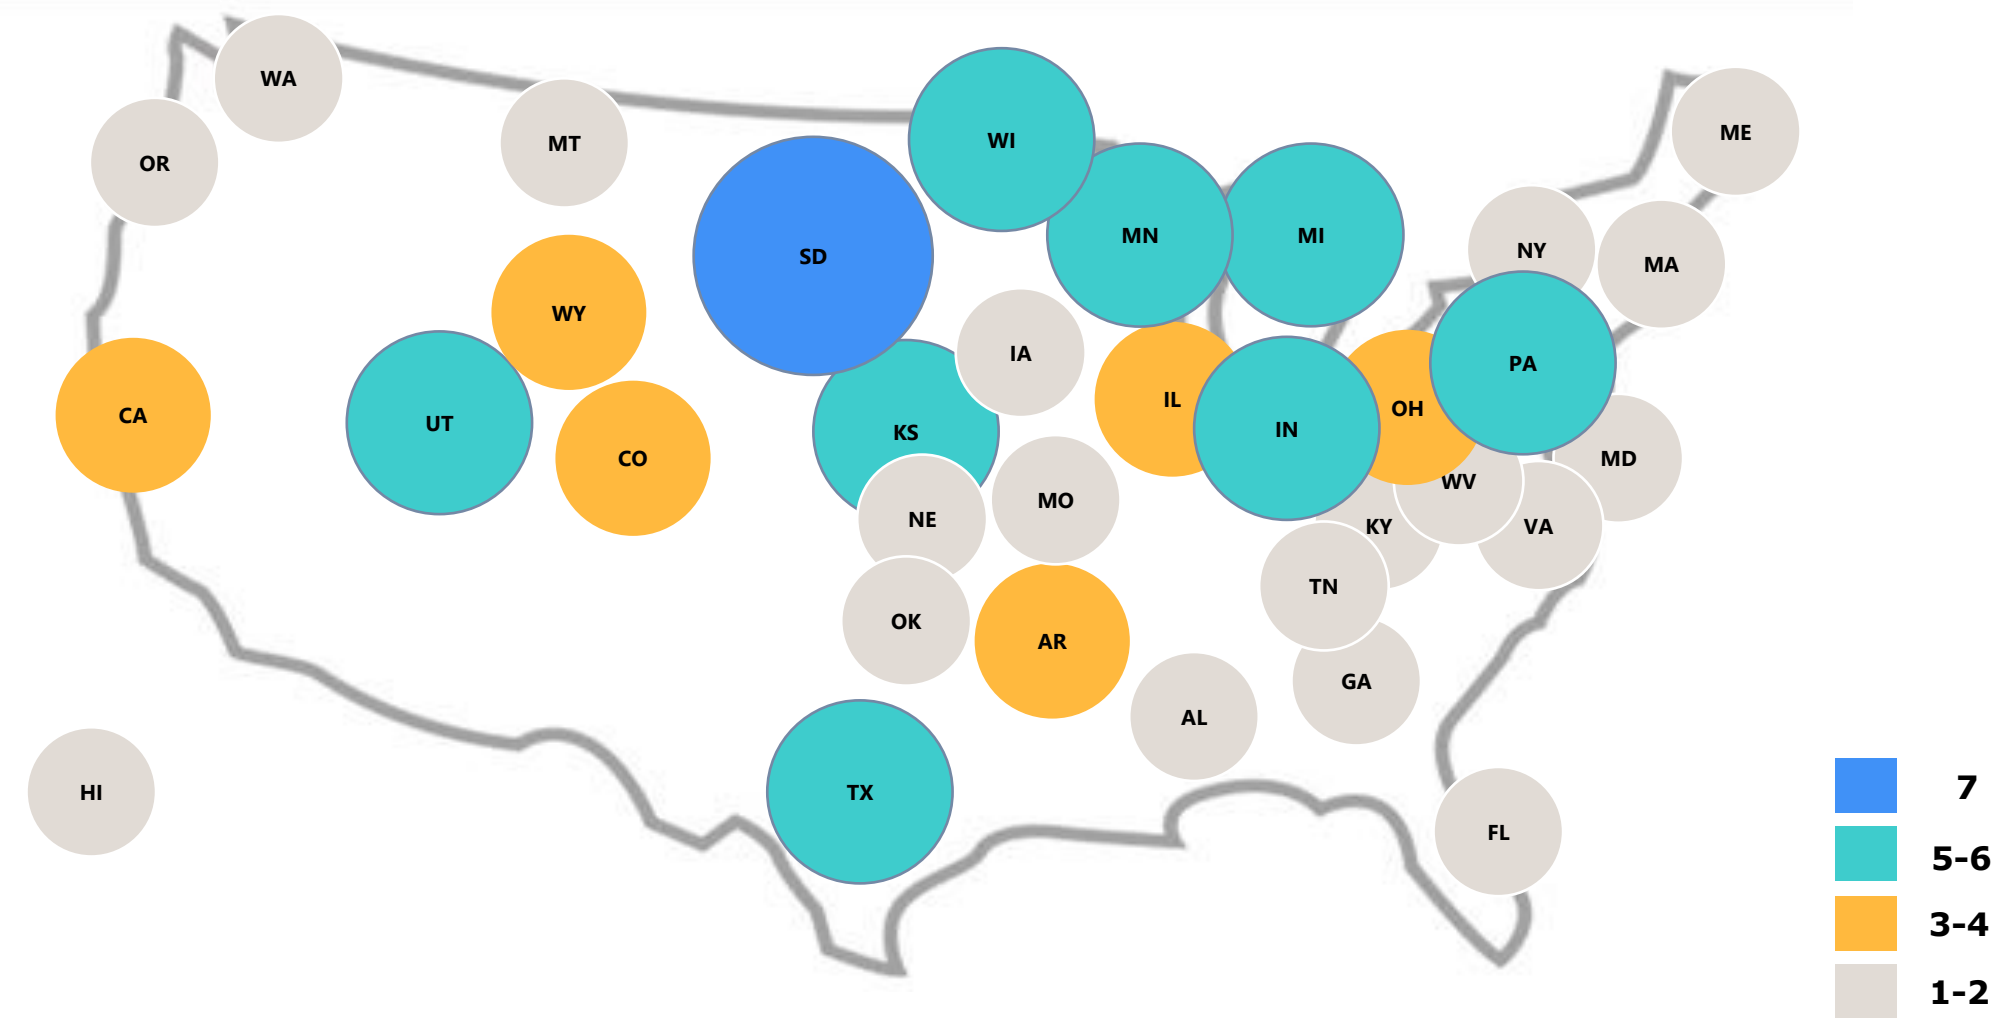 WA
OR
MT
WI
ME
SD
MN
MI
NY
MA
WY
IA
CA
UT
CO
KS
IL
IN
OH
PA
MD
NE
MO
KY
WV
VA
TN
OK
AR
GA
AL
TX
HI
FL
7
5-6
3-4
1-2